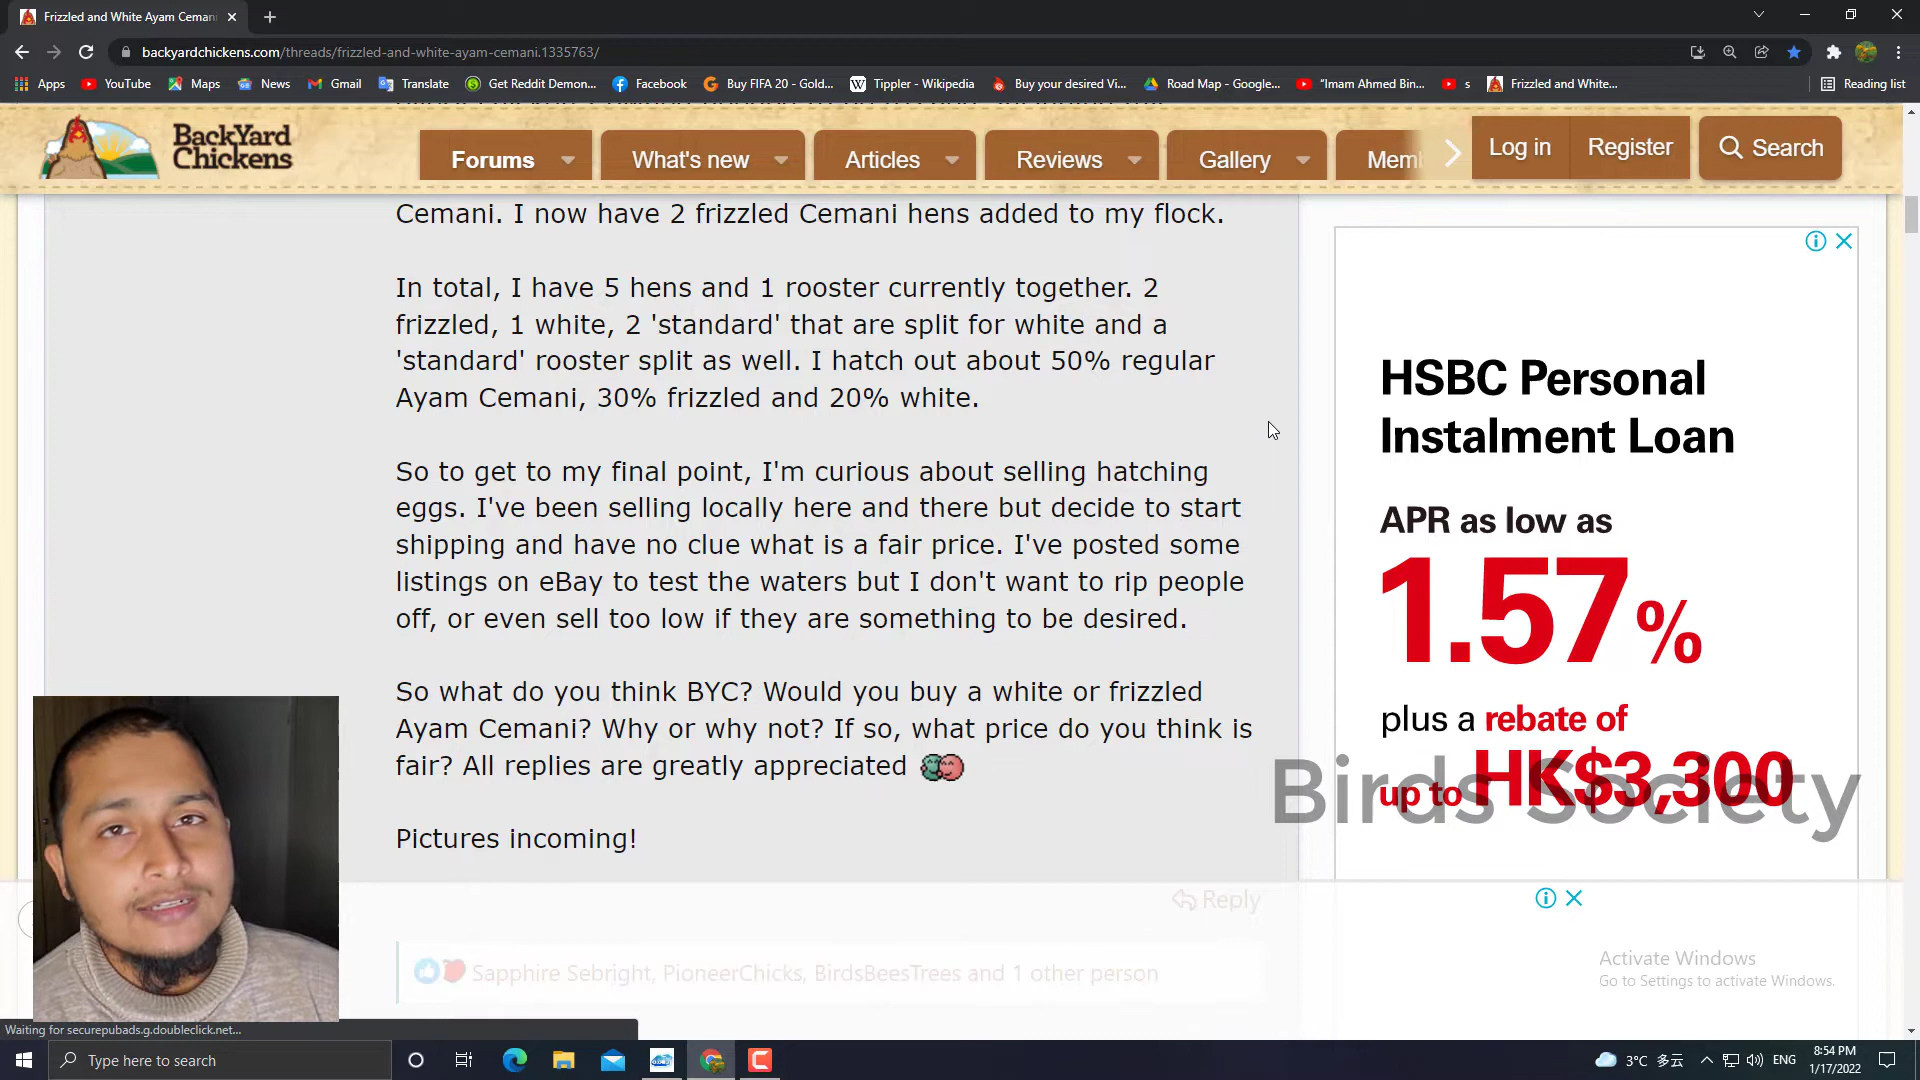 Frizzled and White Ayam Cemani
backyardchickens.com/threads/frizzled-and-white-ayam-cemani.1335763/
Apps YouTube Maps News Gmail Translate Get Reddit Demon... Facebook Buy FIFA 20 - Gold... Tippler - Wikipedia Buy your desired Vi... Road Map - Google... "Imam Ahmed Bin... s Frizzled and White... Reading list
BackYard
Chickens
Forums What's new Articles Reviews Gallery Log in Register Search
Cemani. I now have 2 frizzled Cemani hens added to my flock.
In total, I have 5 hens and 1 rooster currently together. 2
frizzled, 1 white, 2 'standard' that are split for white and a
'standard' rooster split as well. I hatch out about 50% regular
Ayam Cemani, 30% frizzled and 20% white.
So to get to my final point, I'm curious about selling hatching
eggs. I've been selling locally here and there but decide to start
shipping and have no clue what is a fair price. I've posted some
listings on eBay to test the waters but I don't want to rip people
off, or even sell too low if they are something to be desired.
So what do you think BYC? Would you buy a white or frizzled
Ayam Cemani? Why or why not? If so, what price do you think is
fair? All replies are greatly appreciated
Pictures incoming!
Reply
Sapphire Sebright, PioneerChicks, BirdsBeesTrees and 1 other person
HSBC Personal
Instalment Loan
APR as low as
1.57%
plus a rebate of
up to HK$3,300
Birds Society
Activate Windows
Go to Settings to activate Windows.
Waiting for securepubads.g.doubleclick.net...
Type here to search
3°C 多云
ENG
8:54 PM
1/17/2022